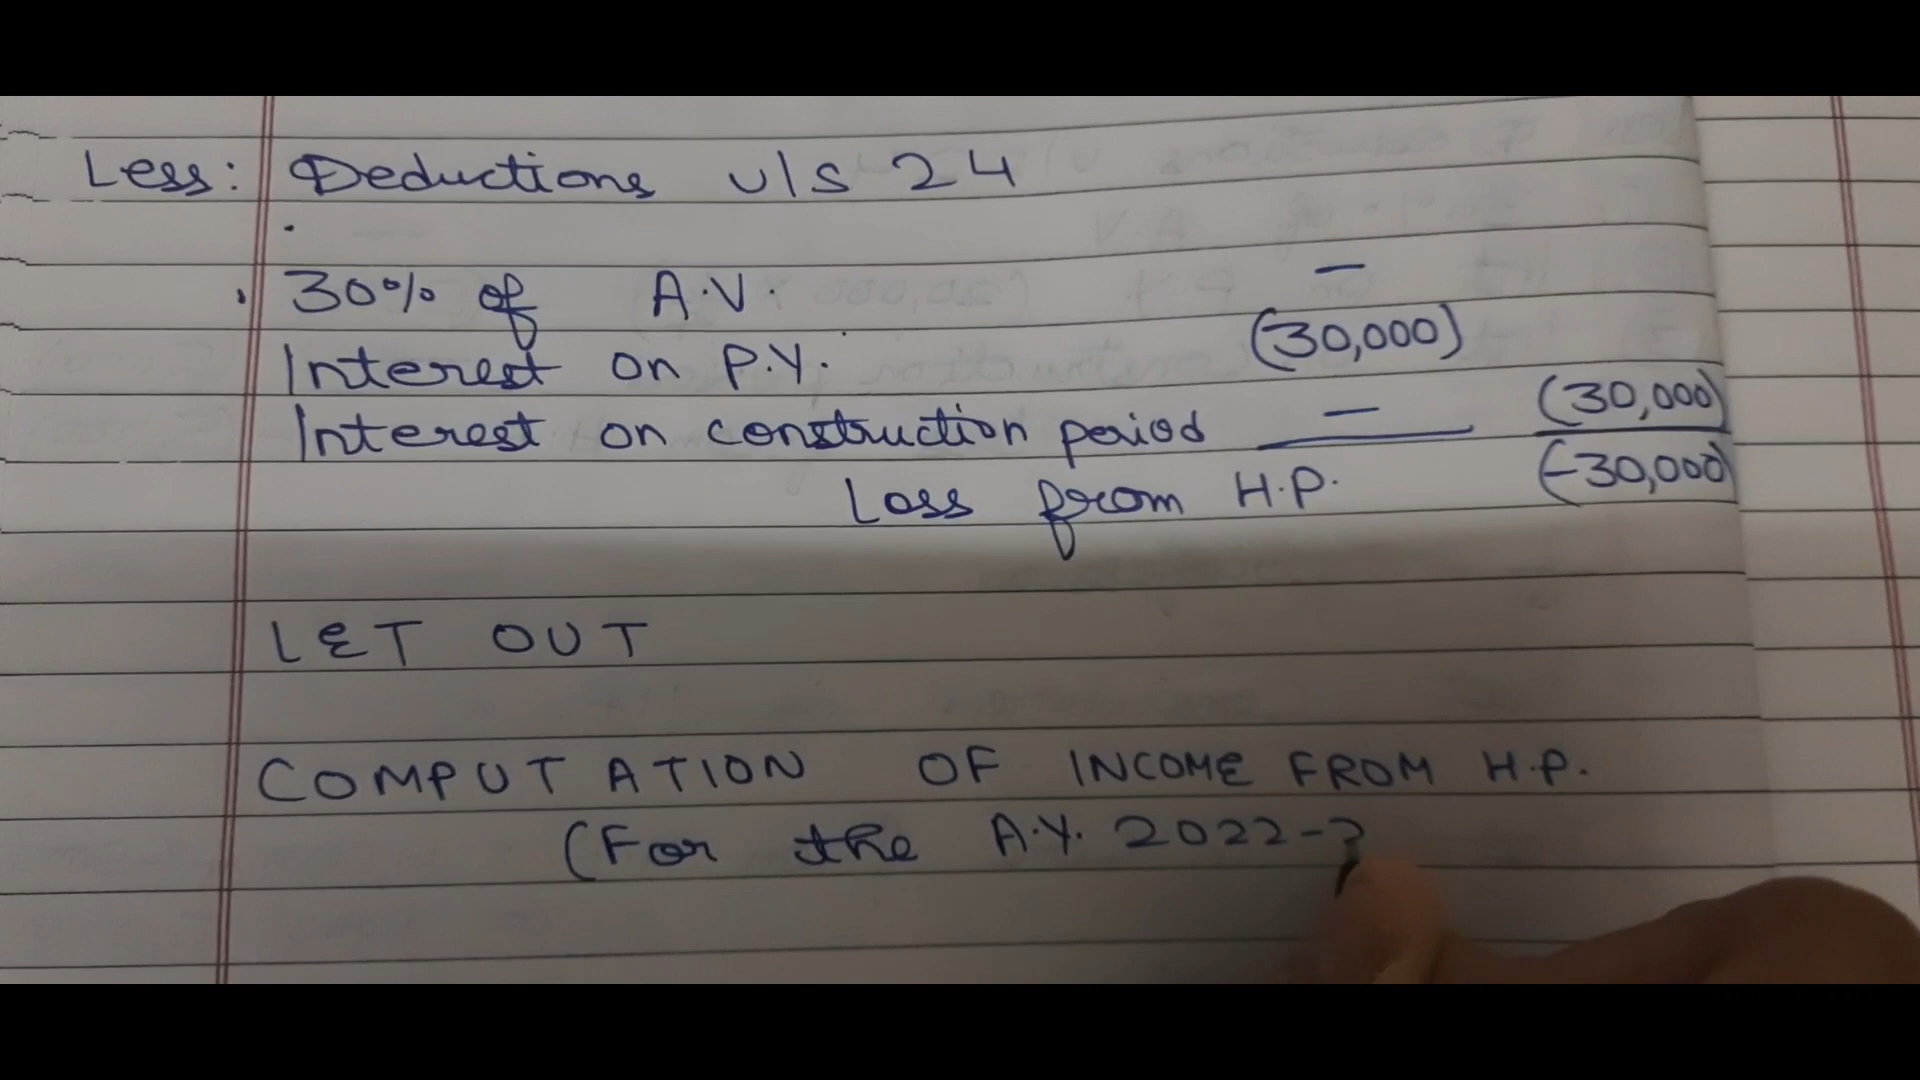 Less: Deductions u/s 24
30% of A.V. —
Interest on P.Y. (30,000)
Interest on construction period — (30,000)
Loss from H.P. (-30,000)
LET OUT
COMPUTATION OF INCOME FROM H.P.
(For the A.Y. 2022-2